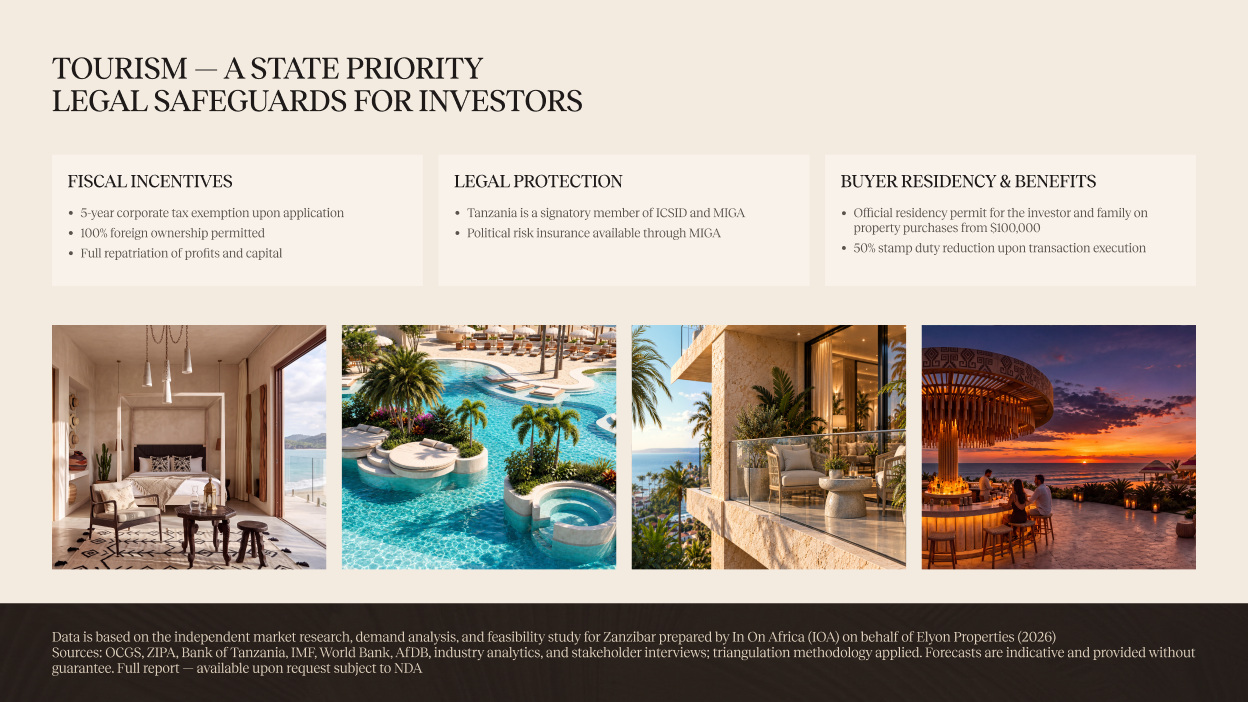 TOURISM — A STATE PRIORITY
LEGAL SAFEGUARDS FOR INVESTORS
FISCAL INCENTIVES
• 5-year corporate tax exemption upon application
• 100% foreign ownership permitted
• Full repatriation of profits and capital
LEGAL PROTECTION
• Tanzania is a signatory member of ICSID and MIGA
• Political risk insurance available through MIGA
BUYER RESIDENCY & BENEFITS
• Official residency permit for the investor and family on
property purchases from $100,000
• 50% stamp duty reduction upon transaction execution
Data is based on the independent market research, demand analysis, and feasibility study for Zanzibar prepared by In On Africa (IOA) on behalf of Elyon Properties (2026)
Sources: OCGS, ZIPA, Bank of Tanzania, IMF, World Bank, AfDB, industry analytics, and stakeholder interviews; triangulation methodology applied. Forecasts are indicative and provided without
guarantee. Full report — available upon request subject to NDA